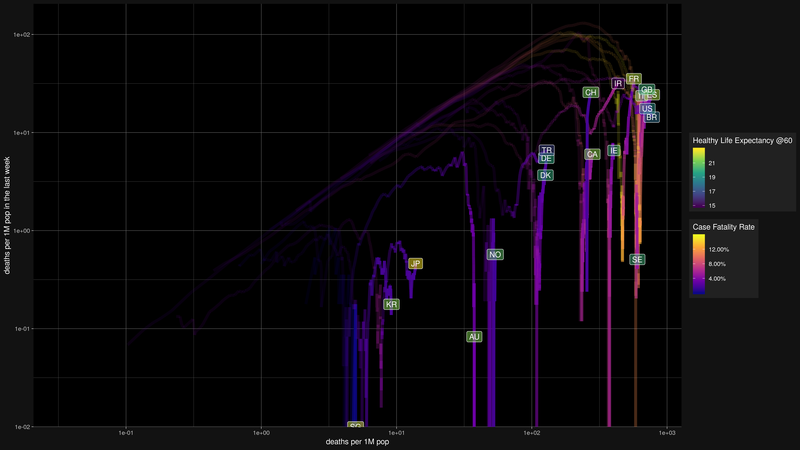 1e+02
1e+01
1e+00
1e-01
1e-02
deaths per 1M pop in the last week
FR
IR
CH
GB
ES
US
BR
TR
DE
CA
IE
DK
NO
SE
JP
KR
AU
1e-01
1e+00
1e+01
1e+02
1e+03
deaths per 1M pop
Healthy Life Expectancy @60
21
19
17
15
Case Fatality Rate
12.00%
8.00%
4.00%